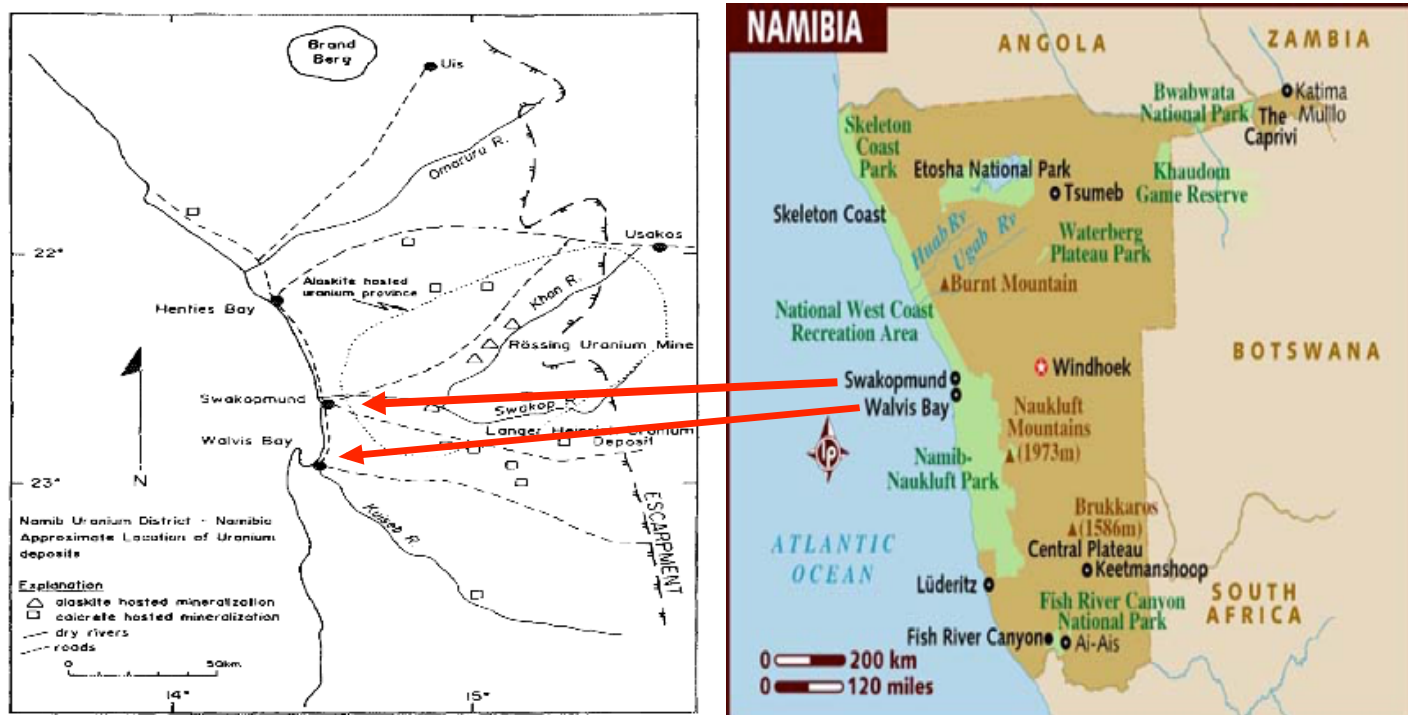 Brand
Berg
Uis
Omaruru R.
22°
Usakos
Alaskite hosted
uranium province
Khan R.
Henties Bay
Rössing Uranium Mine
Swakopmund
Swakop R.
Walvis Bay
Langer Heinrich Uranium
Deposit
23°
N
Kuiseb R.
ESCARPMENT
Namib Uranium District - Namibia
Approximate Location of Uranium
deposits
Explanation
alaskite hosted mineralization
calcrete hosted mineralization
dry rivers
roads
0 50km
14° 15°
NAMIBIA
ANGOLA
ZAMBIA
Bwabwata
National Park
Katima
Mulilo
The
Caprivi
Skeleton
Coast
Park
Etosha National Park
Khaudom
Game Reserve
Tsumeb
Skeleton Coast
Huab Rv
Ugab Rv
Waterberg
Plateau Park
Burnt Mountain
National West Coast
Recreation Area
BOTSWANA
Windhoek
Swakopmund
Walvis Bay
Naukluft
Mountains
(1973m)
lp
Namib-
Naukluft Park
Brukkaros
(1586m)
ATLANTIC
OCEAN
Central Plateau
Keetmanshoop
Lüderitz
SOUTH
AFRICA
Fish River Canyon
National Park
Fish River Canyon
Ai-Ais
0 200 km
0 120 miles